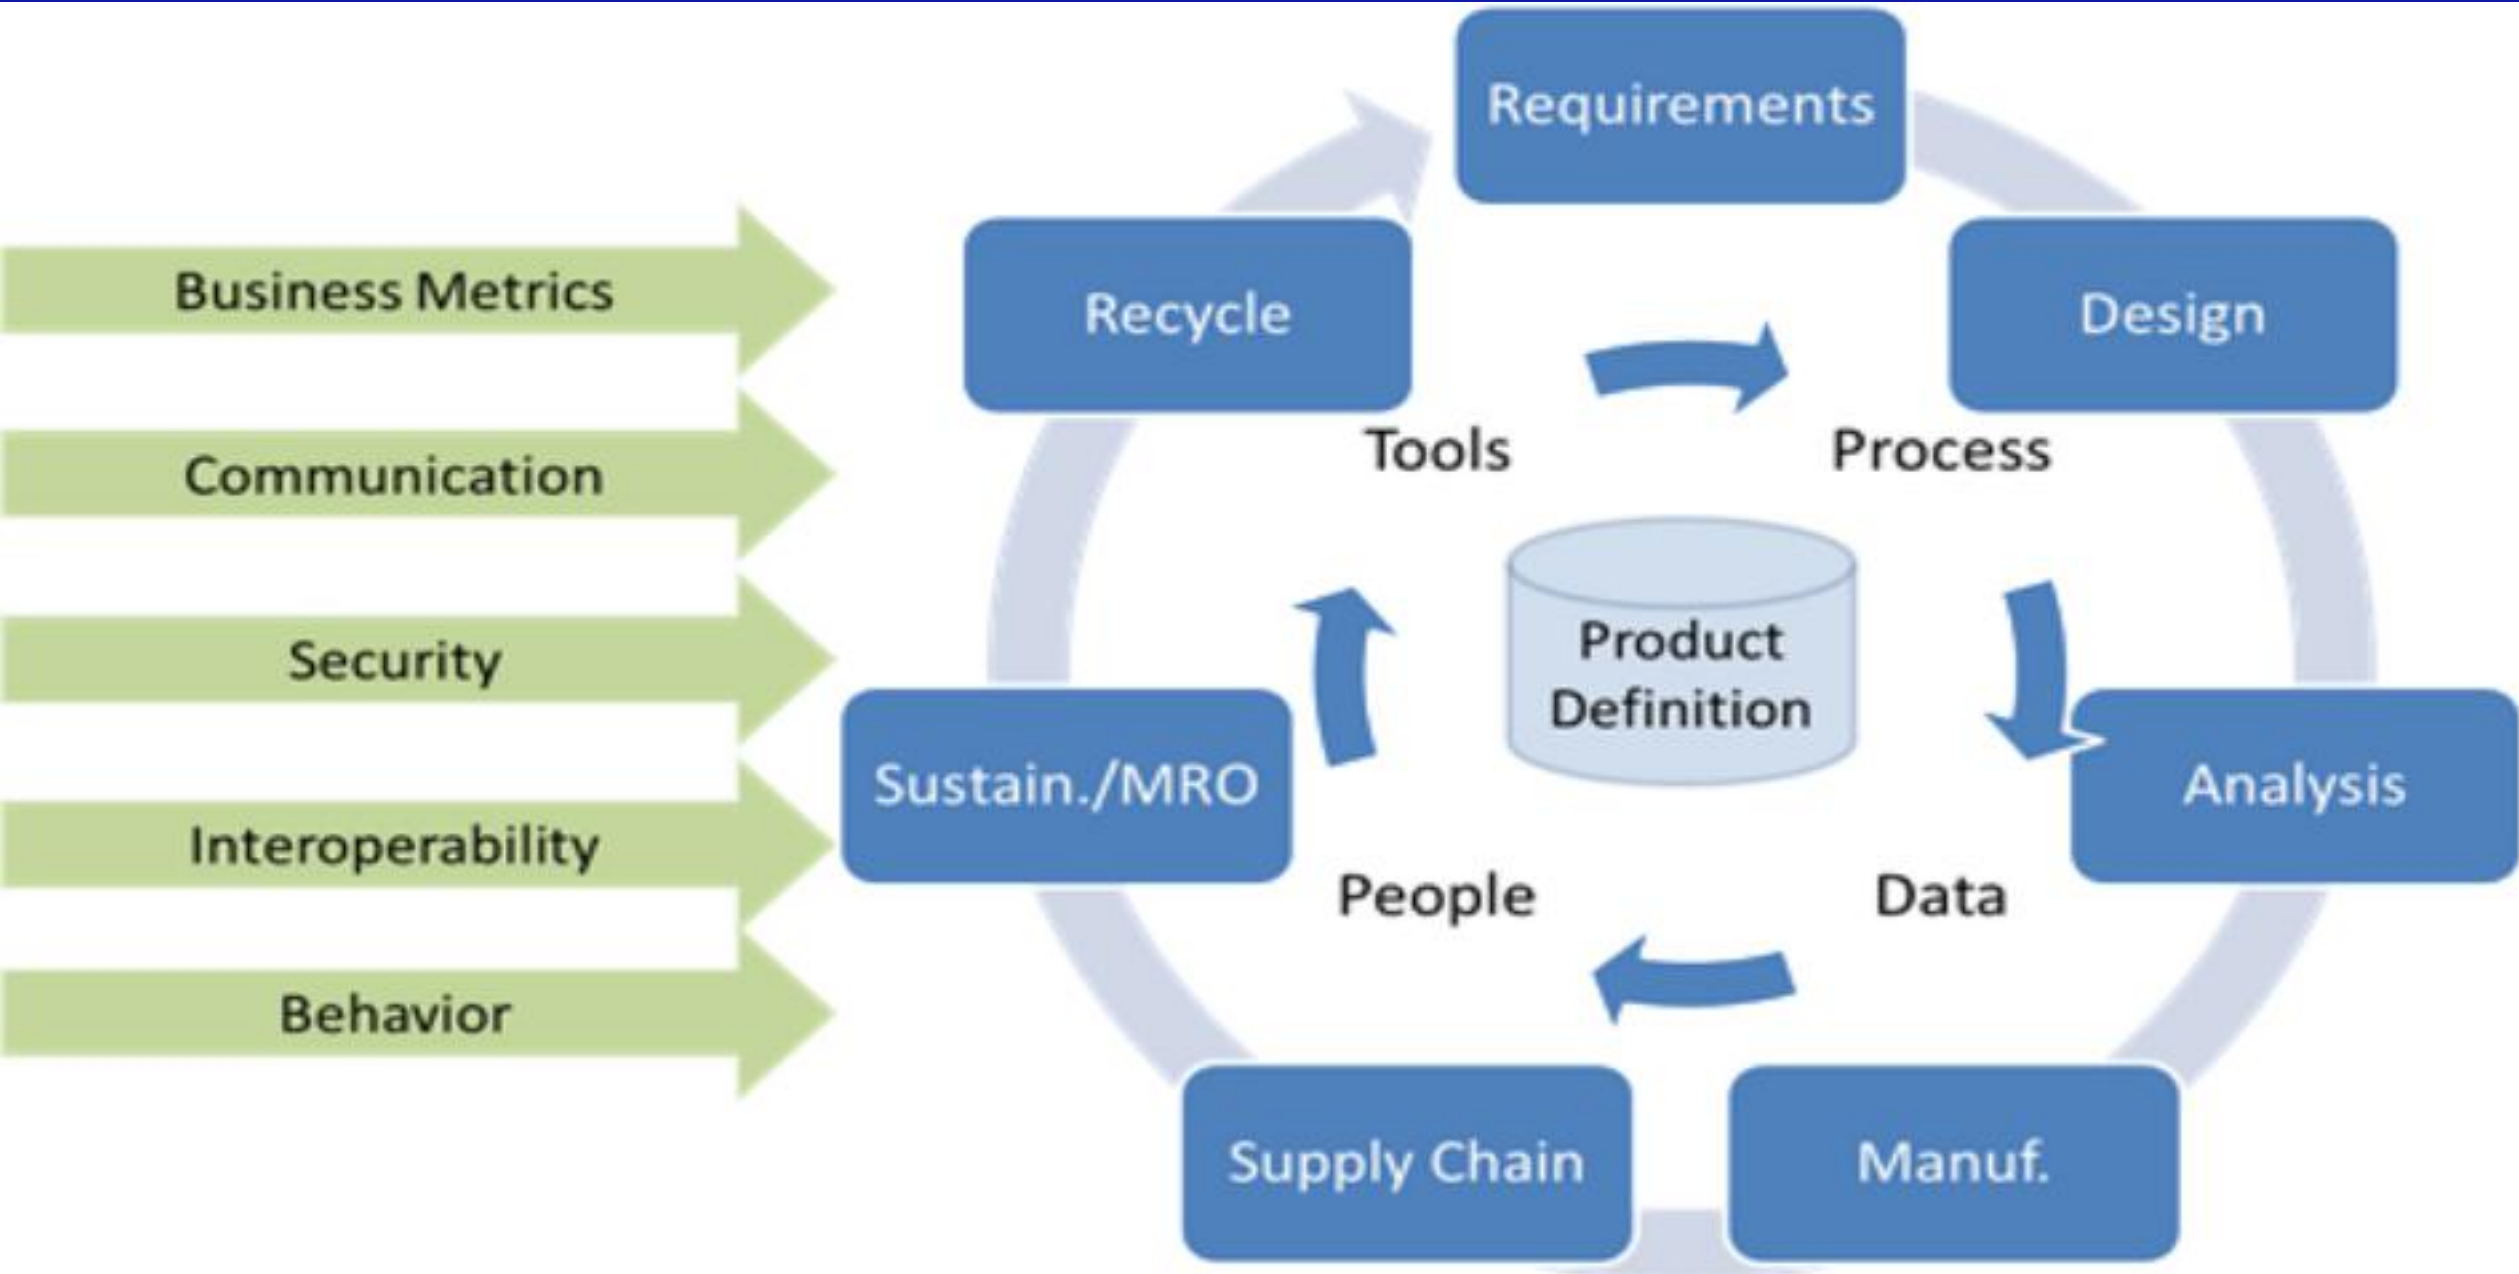 Business Metrics
Communication
Security
Interoperability
Behavior
Requirements
Design
Analysis
Manuf.
Supply Chain
Sustain./MRO
Recycle
Tools
Process
Data
People
Product
Definition